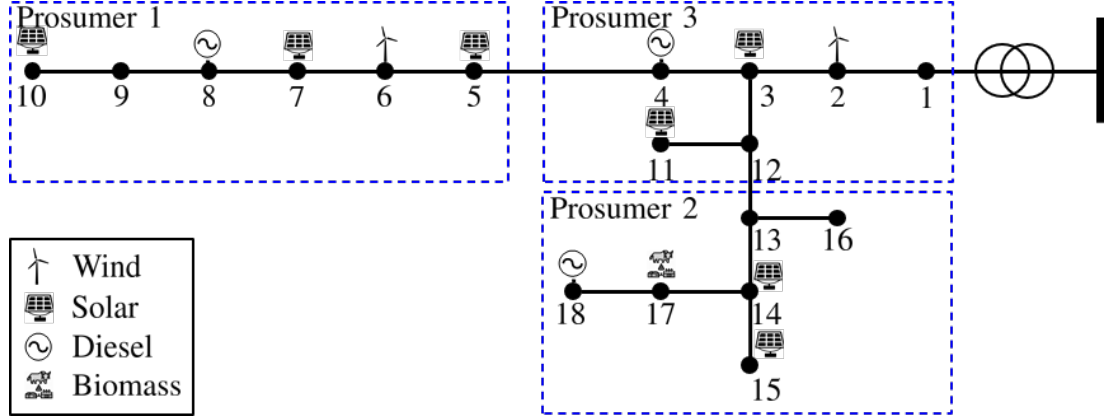 Prosumer 1
Prosumer 3
10 9 8 7 6 5 4 3 2 1
11 12
Prosumer 2
13 16
18 17 14
15
Wind
Solar
Diesel
Biomass